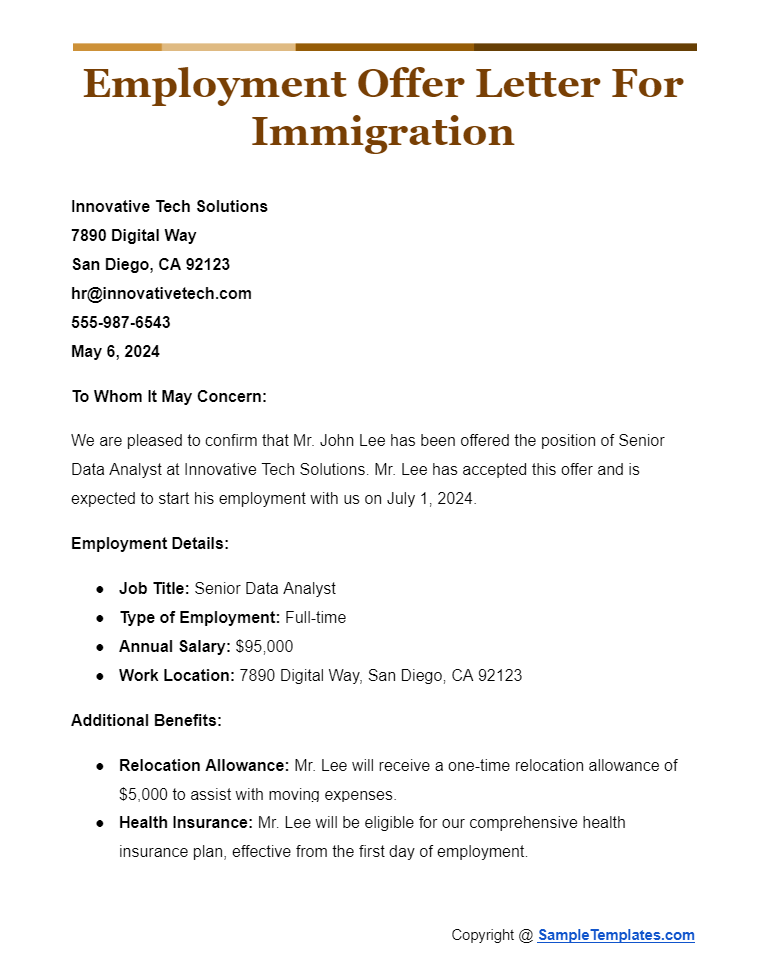 Employment Offer Letter For
Immigration
Innovative Tech Solutions
7890 Digital Way
San Diego, CA 92123
hr@innovativetech.com
555-987-6543
May 6, 2024
To Whom It May Concern:
We are pleased to confirm that Mr. John Lee has been offered the position of Senior
Data Analyst at Innovative Tech Solutions. Mr. Lee has accepted this offer and is
expected to start his employment with us on July 1, 2024.
Employment Details:
● Job Title: Senior Data Analyst
● Type of Employment: Full-time
● Annual Salary: $95,000
● Work Location: 7890 Digital Way, San Diego, CA 92123
Additional Benefits:
● Relocation Allowance: Mr. Lee will receive a one-time relocation allowance of
$5,000 to assist with moving expenses.
● Health Insurance: Mr. Lee will be eligible for our comprehensive health
insurance plan, effective from the first day of employment.
Copyright @ SampleTemplates.com